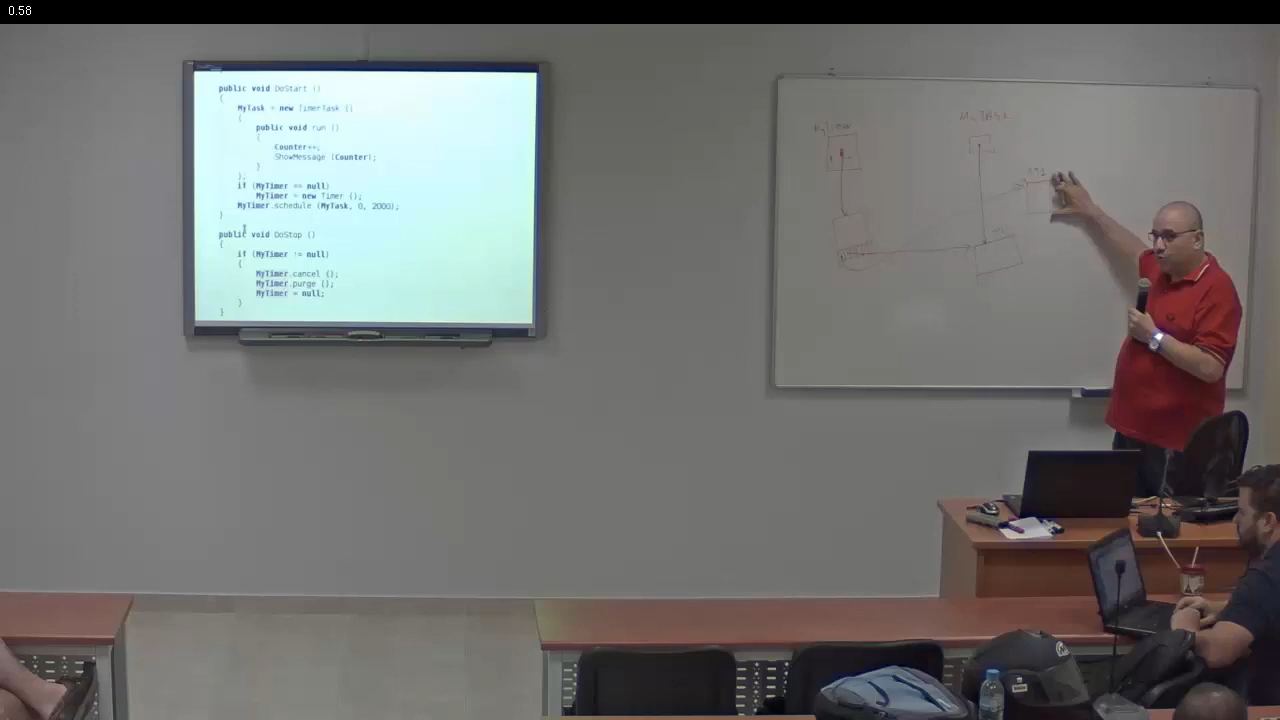 0.58
public void DoStart ()
{
MyTask = new TimerTask ()
{
public void run ()
{
Counter++;
ShowMessage (Counter);
}
};
if (MyTimer == null)
MyTimer = new Timer ();
MyTimer.schedule (MyTask, 0, 2000);
}
public void DoStop ()
{
if (MyTimer != null)
{
MyTimer.cancel ();
MyTimer.purge ();
MyTimer = null;
}
}